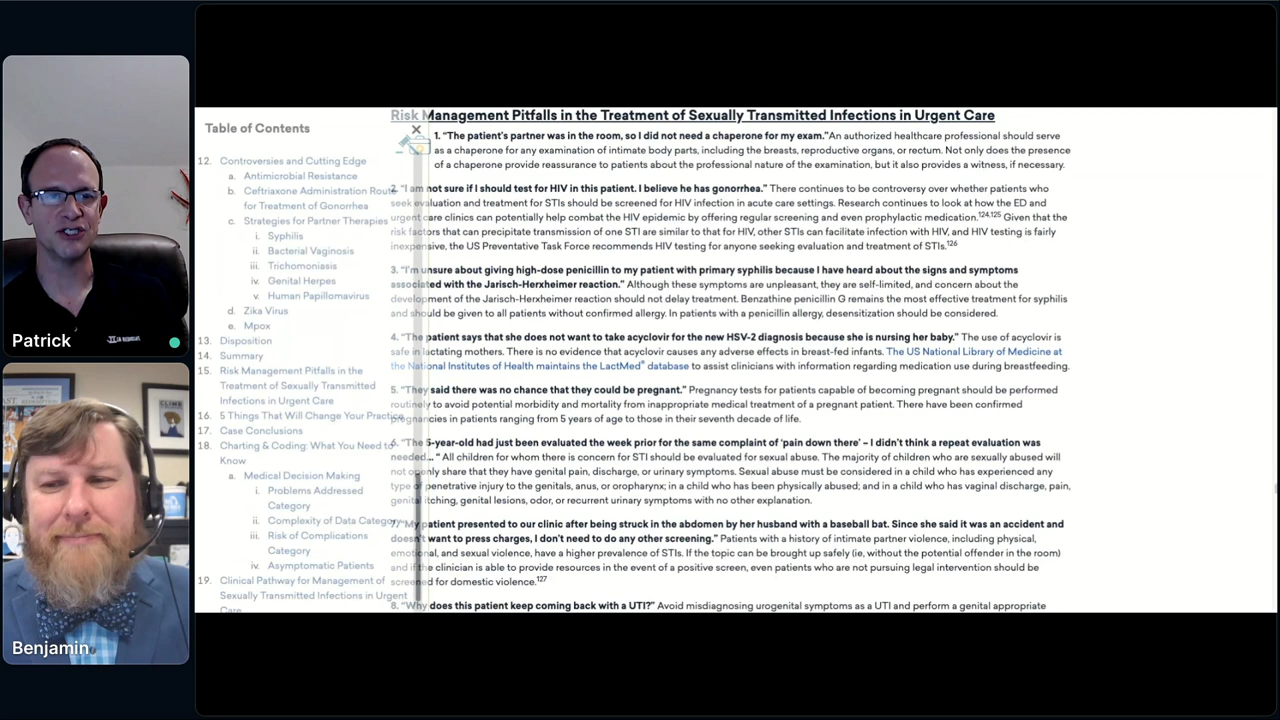 Patrick
Benjamin
CLIMB
Table of Contents
12. Controversies and Cutting Edge
a. Antimicrobial Resistance
b. Ceftriaxone Administration Route
for Treatment of Gonorrhea
c. Strategies for Partner Therapies
i. Syphilis
ii. Bacterial Vaginosis
iii. Trichomoniasis
iv. Genital Herpes
v. Human Papillomavirus
d. Zika Virus
e. Mpox
13. Disposition
14. Summary
15. Risk Management Pitfalls in the
Treatment of Sexually Transmitted
Infections in Urgent Care
16. 5 Things That Will Change Your Practice
17. Case Conclusions
18. Charting & Coding: What You Need to
Know
a. Medical Decision Making
i. Problems Addressed
Category
ii. Complexity of Data Category
iii. Risk of Complications
Category
iv. Asymptomatic Patients
19. Clinical Pathway for Management of
Sexually Transmitted Infections in Urgent
Care
Risk Management Pitfalls in the Treatment of Sexually Transmitted Infections in Urgent Care
1. “The patient’s partner was in the room, so I did not need a chaperone for my exam.”An authorized healthcare professional should serve
as a chaperone for any examination of intimate body parts, including the breasts, reproductive organs, or rectum. Not only does the presence
of a chaperone provide reassurance to patients about the professional nature of the examination, but it also provides a witness, if necessary.
2. “I am not sure if I should test for HIV in this patient. I believe he has gonorrhea.” There continues to be controversy over whether patients who
seek evaluation and treatment for STIs should be screened for HIV infection in acute care settings. Research continues to look at how the ED and
urgent care clinics can potentially help combat the HIV epidemic by offering regular screening and even prophylactic medication.124,125 Given that the
risk factors that can precipitate transmission of one STI are similar to that for HIV, other STIs can facilitate infection with HIV, and HIV testing is fairly
inexpensive, the US Preventative Task Force recommends HIV testing for anyone seeking evaluation and treatment of STIs.126
3. “I’m unsure about giving high-dose penicillin to my patient with primary syphilis because I have heard about the signs and symptoms
associated with the Jarisch-Herxheimer reaction.” Although these symptoms are unpleasant, they are self-limited, and concern about the
development of the Jarisch-Herxheimer reaction should not delay treatment. Benzathine penicillin G remains the most effective treatment for syphilis
and should be given to all patients without confirmed allergy. In patients with a penicillin allergy, desensitization should be considered.
4. “The patient says that she does not want to take acyclovir for the new HSV-2 diagnosis because she is nursing her baby.” The use of acyclovir is
safe in lactating mothers. There is no evidence that acyclovir causes any adverse effects in breast-fed infants. The US National Library of Medicine at
the National Institutes of Health maintains the LactMed® database to assist clinicians with information regarding medication use during breastfeeding.
5. “They said there was no chance that they could be pregnant.” Pregnancy tests for patients capable of becoming pregnant should be performed
routinely to avoid potential morbidity and mortality from inappropriate medical treatment of a pregnant patient. There have been confirmed
pregnancies in patients ranging from 5 years of age to those in their seventh decade of life.
6. “The 5-year-old had just been evaluated the week prior for the same complaint of ‘pain down there’ – I didn’t think a repeat evaluation was
needed... “ All children for whom there is concern for STI should be evaluated for sexual abuse. The majority of children who are sexually abused will
not openly share that they have genital pain, discharge, or urinary symptoms. Sexual abuse must be considered in a child who has experienced any
type of penetrative injury to the genitals, anus, or oropharynx; in a child who has been physically abused; and in a child who has vaginal discharge, pain,
genital itching, genital lesions, odor, or recurrent urinary symptoms with no other explanation.
7. “My patient presented to our clinic after being struck in the abdomen by her husband with a baseball bat. Since she said it was an accident and
doesn’t want to press charges, I don’t need to do any other screening.” Patients with a history of intimate partner violence, including physical,
emotional, and sexual violence, have a higher prevalence of STIs. If the topic can be brought up safely (ie, without the potential offender in the room)
and if the clinician is able to provide resources in the event of a positive screen, even patients who are not pursuing legal intervention should be
screened for domestic violence.127
8. “Why does this patient keep coming back with a UTI?” Avoid misdiagnosing urogenital symptoms as a UTI and perform a genital appropriate